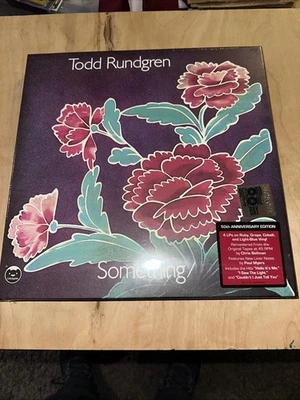 Todd Rundgren
Something/
50th ANNIVERSARY EDITION
4 LPs on Ruby, Grape, Cobalt,
and Light-Blue Vinyl
Remastered From the
Original Tapes at 45 RPM
by Chris Bellman
Features New Liner Notes
by Paul Myers
Includes the Hits "Hello It's Me,"
"I Saw The Light,"
and "Couldn't I Just Tell You"